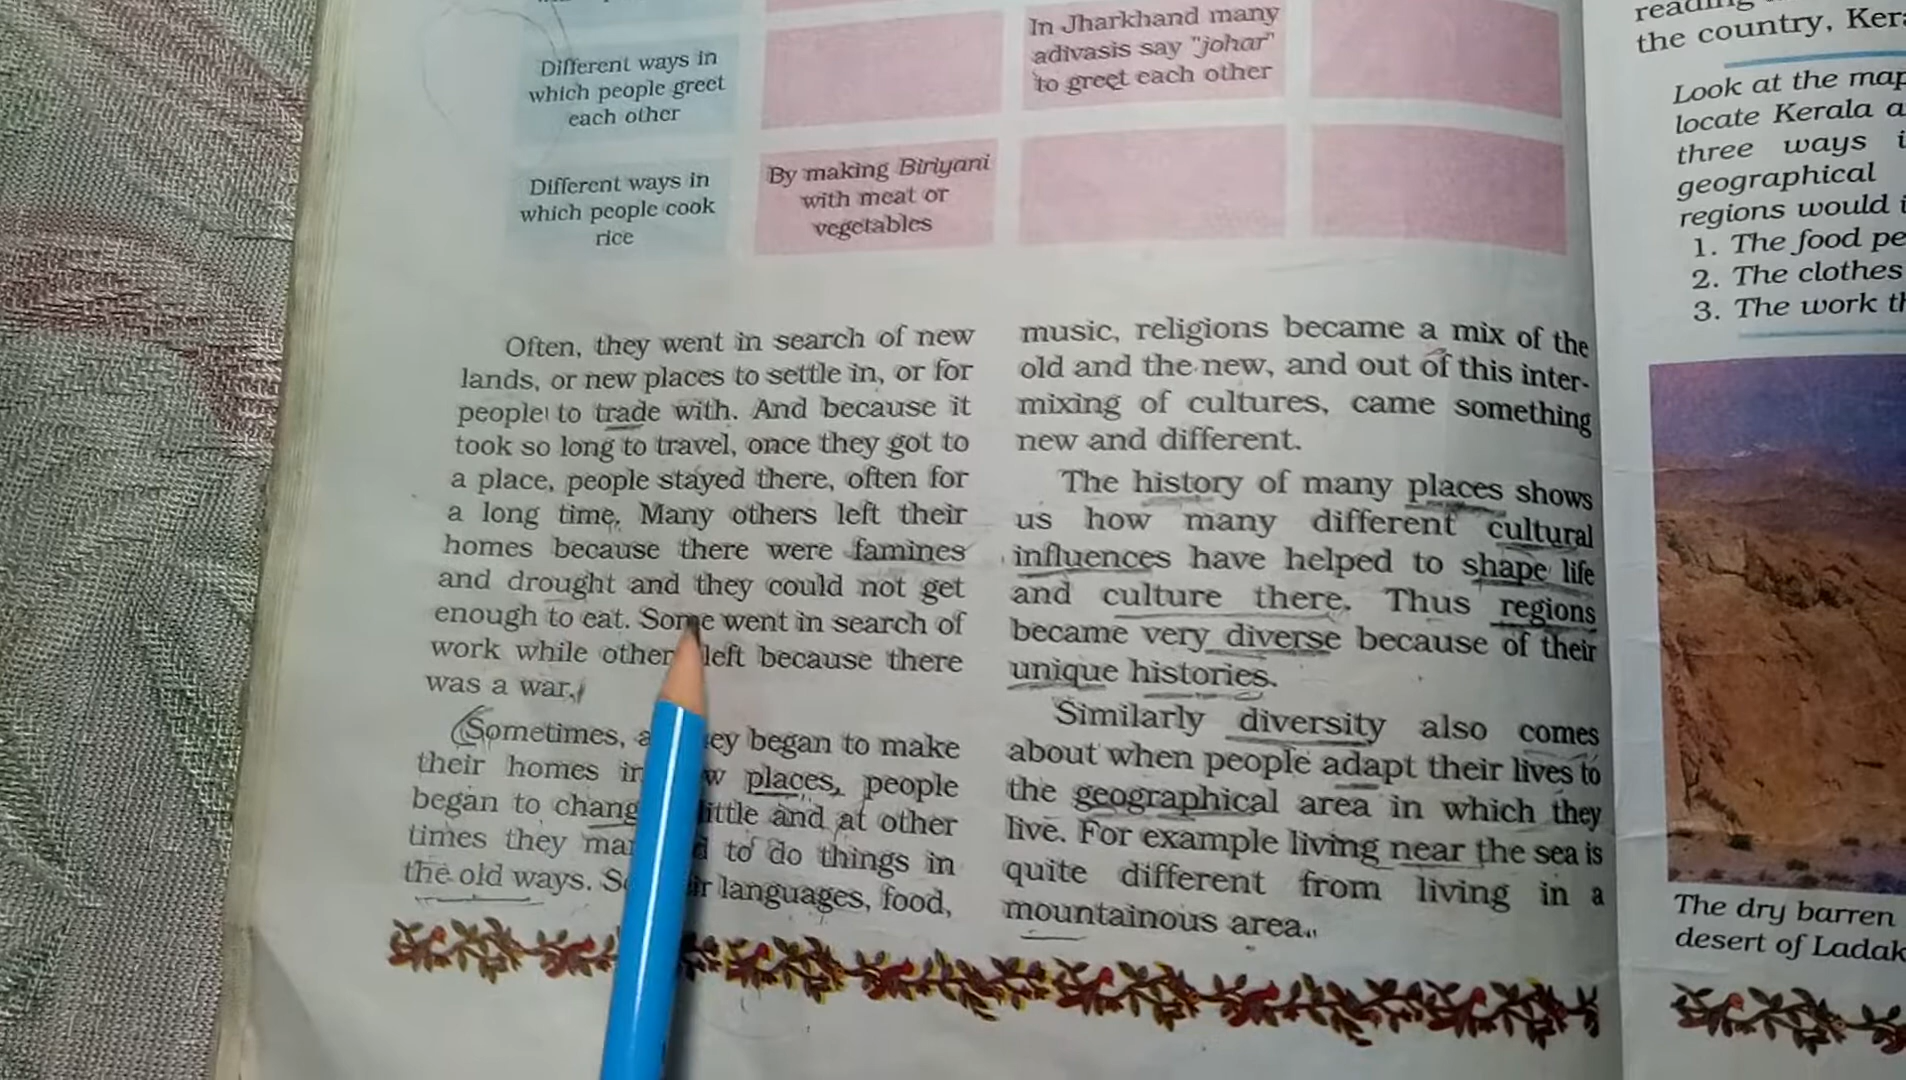 Different ways in
which people greet
each other
In Jharkhand many
adivasis say "johar"
to greet each other
Different ways in
which people cook
rice
By making Biriyani
with meat or
vegetables
Often, they went in search of new
lands, or new places to settle in, or for
people to trade with. And because it
took so long to travel, once they got to
a place, people stayed there, often for
a long time. Many others left their
homes because there were famines
and drought and they could not get
enough to eat. Some went in search of
work while other left because there
was a war.
Sometimes, ey began to make
their homes places, people
began to chang ittle and at other
times they to do things in
the old ways. languages, food,
music, religions became a mix of the
old and the new, and out of this inter-
mixing of cultures, came something
new and different.
The history of many places shows
us how many different cultural
influences have helped to shape life
and culture there. Thus regions
became very diverse because of their
unique histories.
Similarly diversity also comes
about when people adapt their lives to
the geographical area in which they
live. For example living near the sea is
quite different from living in a
mountainous area.
the country, Ker
Look at the map
locate Kerala a
three ways i
geographical
regions would i
1. The food pe
2. The clothes
3. The work th
The dry barren
desert of Ladak